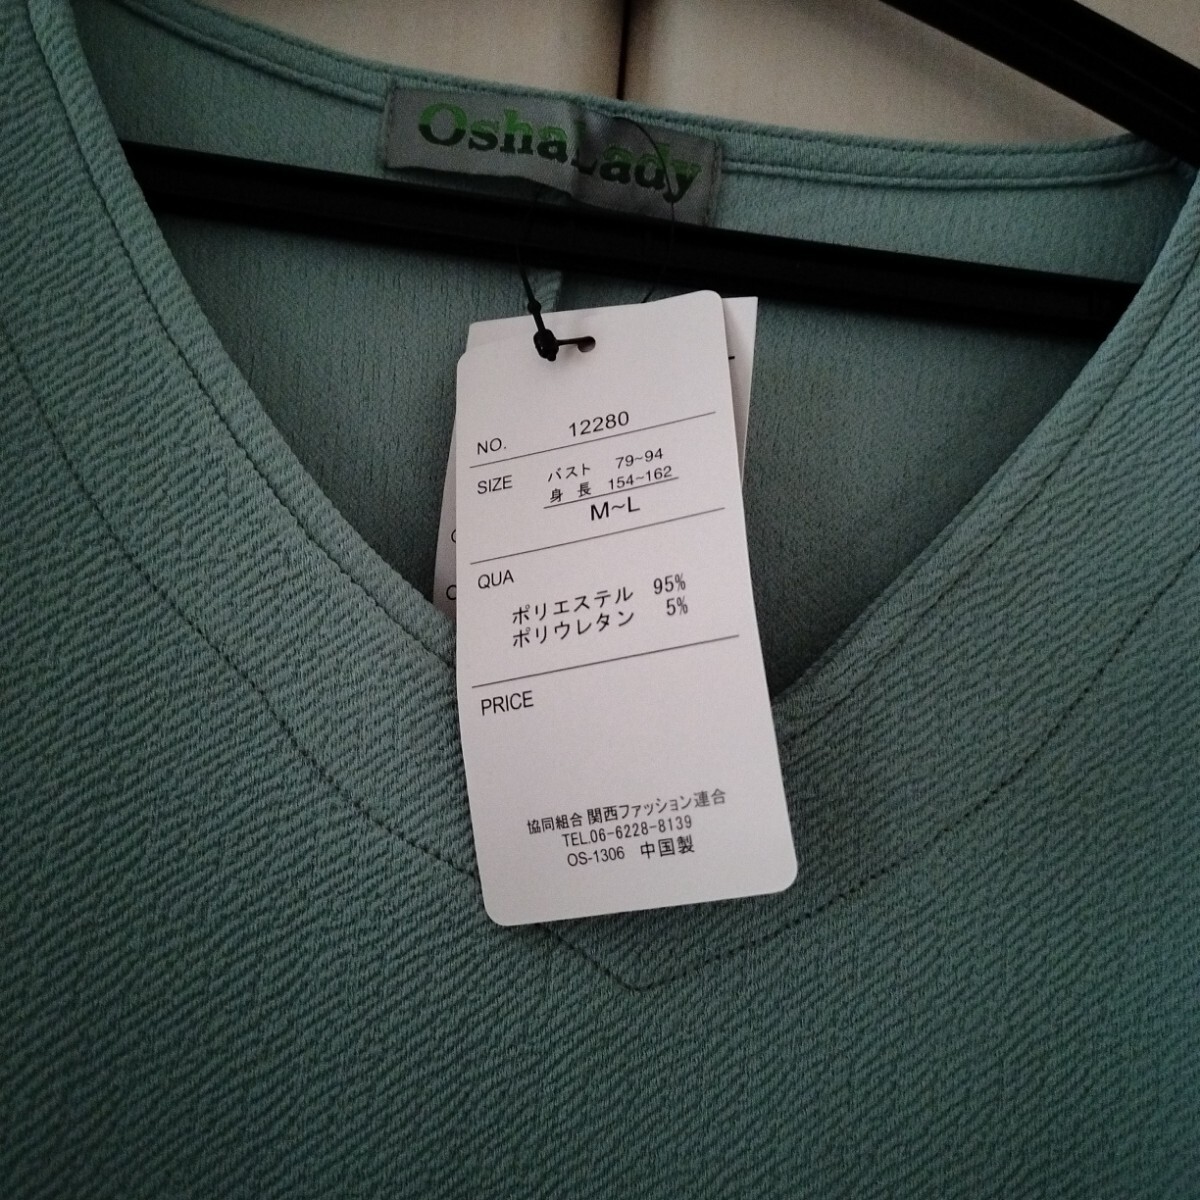 OshaLady
NO. 12280
SIZE バスト 79~94
身 長 154~162
M~L
QUA
ポリエステル 95%
ポリウレタン 5%
PRICE
協同組合 関西ファッション連合
TEL.06-6228-8139
OS-1306 中国製